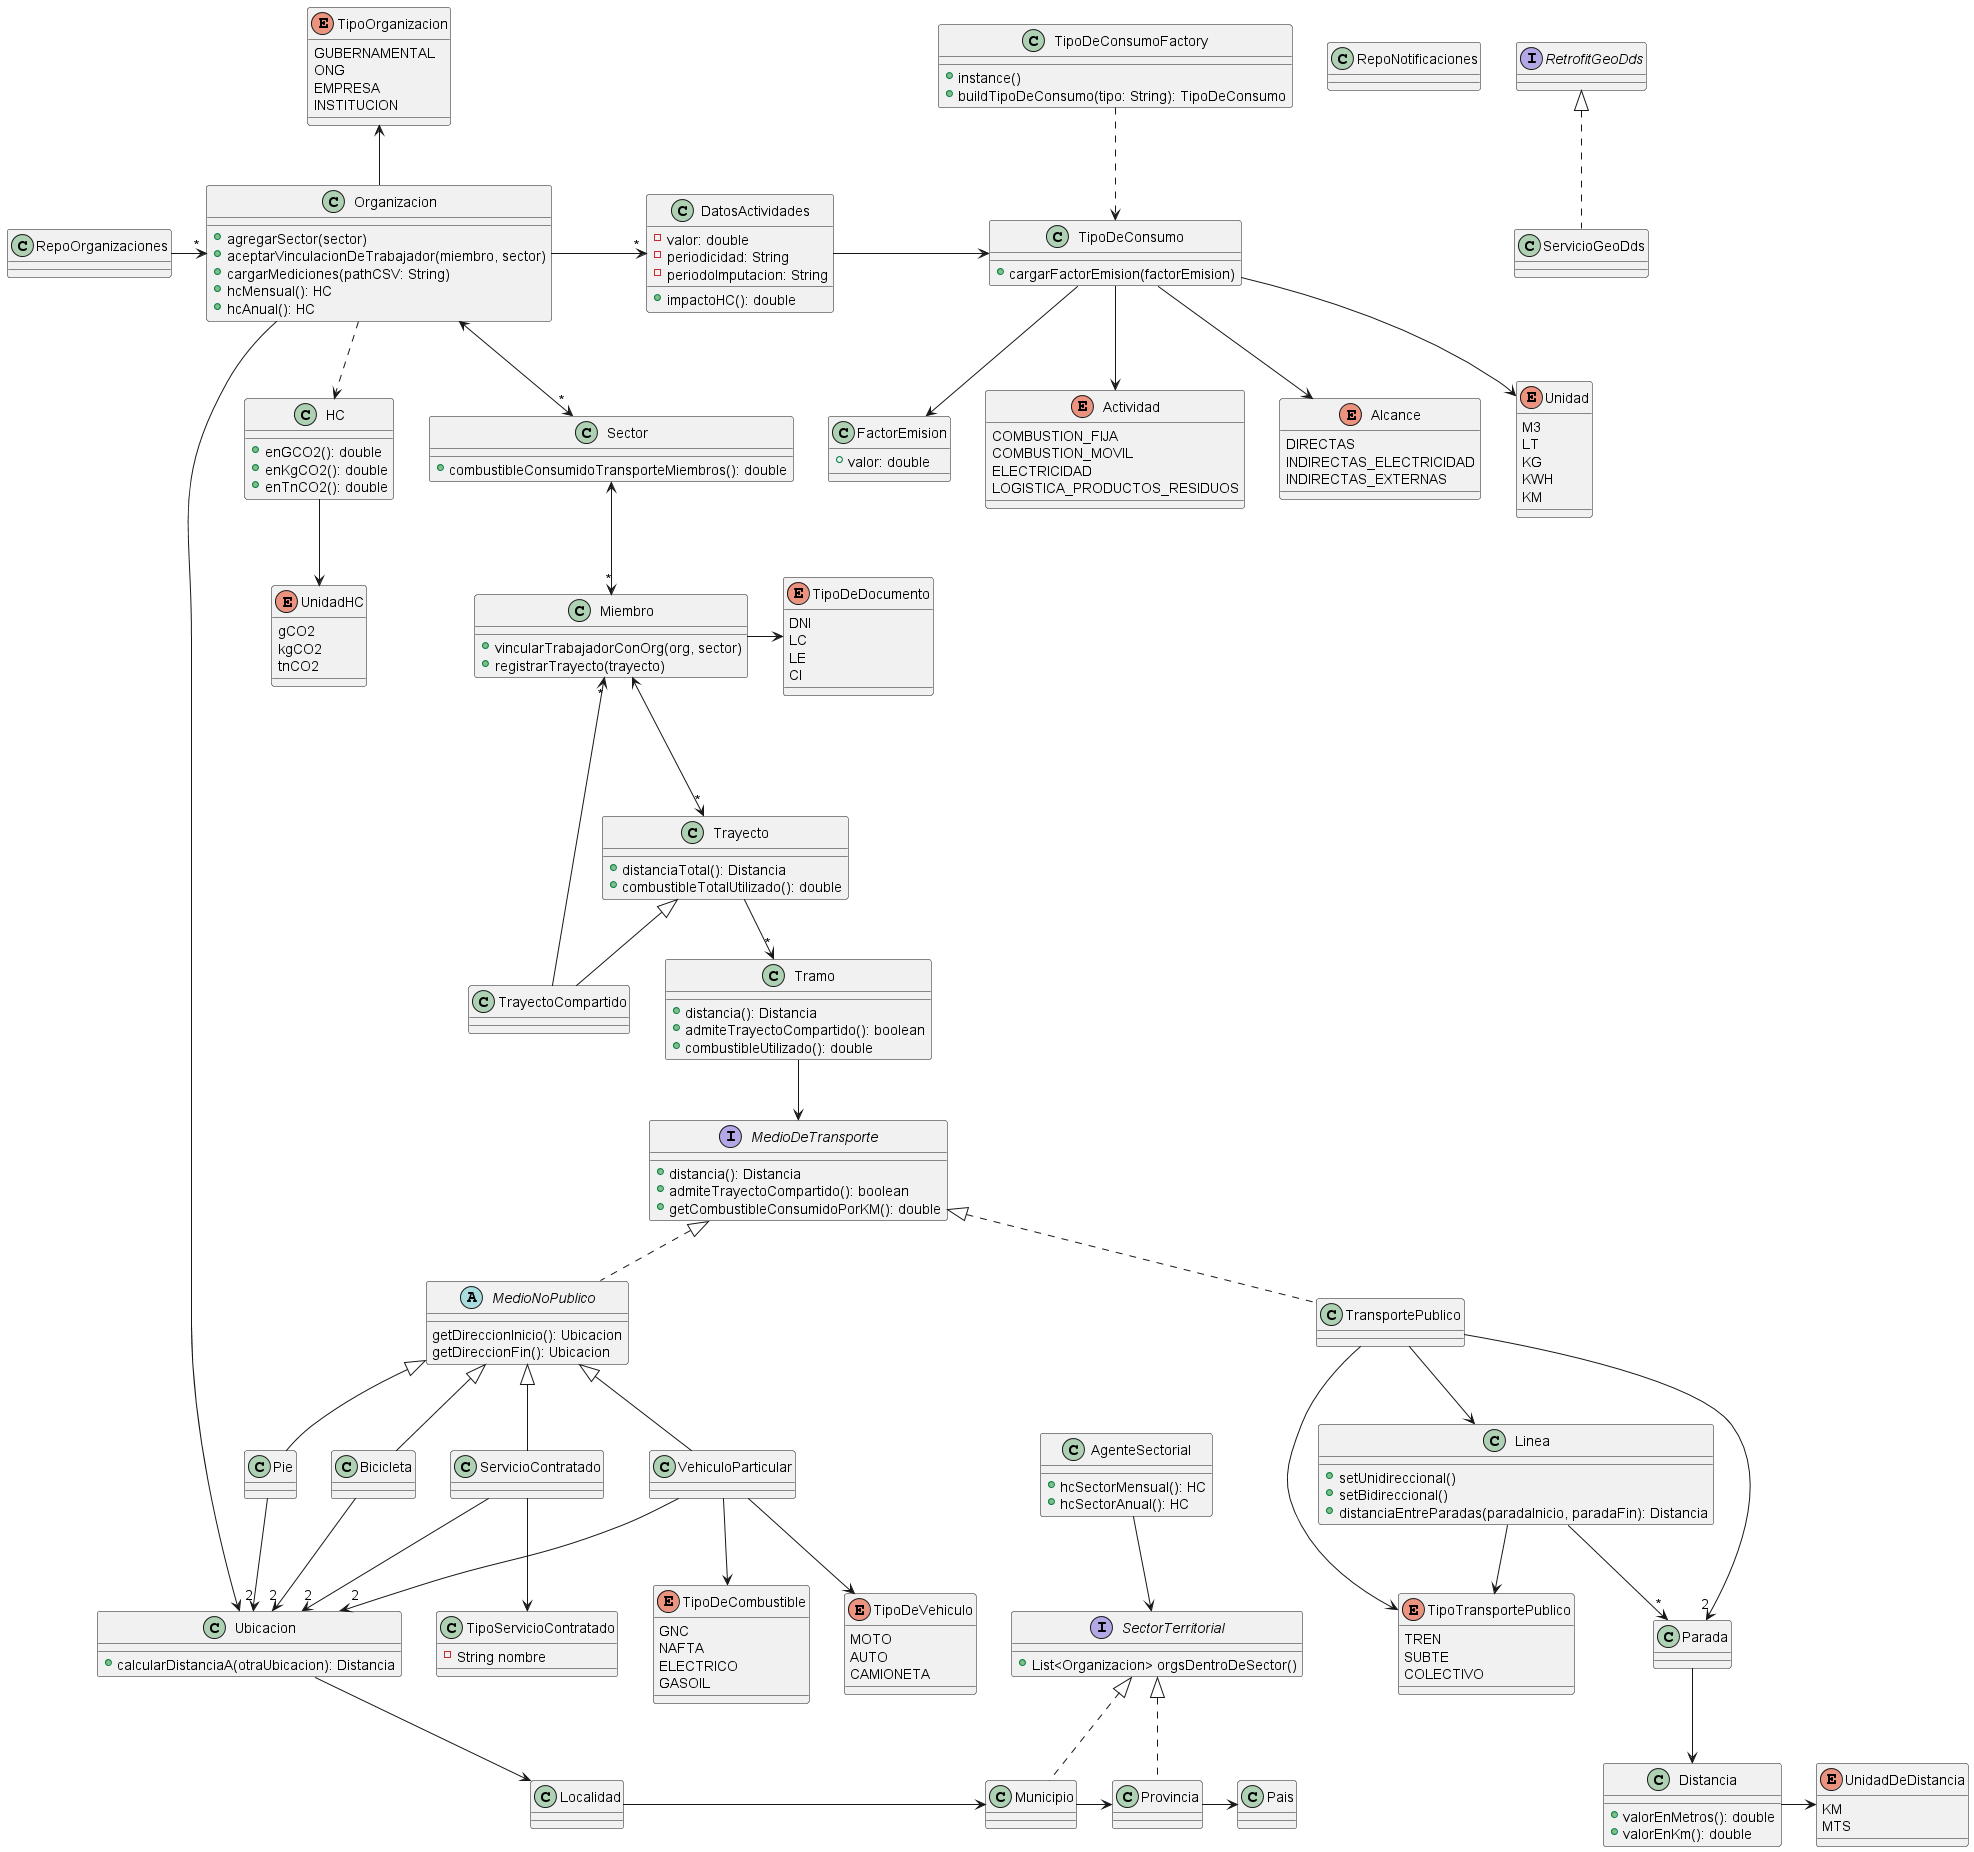 E TipoOrganizacion
GUBERNAMENTAL
ONG
EMPRESA
INSTITUCION
C TipoDeConsumoFactory
instance()
buildTipoDeConsumo(tipo: String): TipoDeConsumo
C RepoNotificaciones
I RetrofitGeoDds
C RepoOrganizaciones
*
C Organizacion
agregarSector(sector)
aceptarVinculacionDeTrabajador(miembro, sector)
cargarMediciones(pathCSV: String)
hcMensual(): HC
hcAnual(): HC
*
C DatosActividades
valor: double
periodicidad: String
periodoImputacion: String
impactoHC(): double
C TipoDeConsumo
cargarFactorEmision(factorEmision)
C ServicioGeoDds
C HC
enGCO2(): double
enKgCO2(): double
enTnCO2(): double
*
C Sector
combustibleConsumidoTransporteMiembros(): double
C FactorEmision
valor: double
E Actividad
COMBUSTION_FIJA
COMBUSTION_MOVIL
ELECTRICIDAD
LOGISTICA_PRODUCTOS_RESIDUOS
E Alcance
DIRECTAS
INDIRECTAS_ELECTRICIDAD
INDIRECTAS_EXTERNAS
E Unidad
M3
LT
KG
KWH
KM
E UnidadHC
gCO2
kgCO2
tnCO2
*
C Miembro
vincularTrabajadorConOrg(org, sector)
registrarTrayecto(trayecto)
*
E TipoDeDocumento
DNI
LC
LE
CI
*
C Trayecto
distanciaTotal(): Distancia
combustibleTotalUtilizado(): double
*
C TrayectoCompartido
C Tramo
distancia(): Distancia
admiteTrayectoCompartido(): boolean
combustibleUtilizado(): double
I MedioDeTransporte
distancia(): Distancia
admiteTrayectoCompartido(): boolean
getCombustibleConsumidoPorKM(): double
A MedioNoPublico
getDireccionInicio(): Ubicacion
getDireccionFin(): Ubicacion
C TransportePublico
C Pie
C Bicicleta
C ServicioContratado
C VehiculoParticular
C AgenteSectorial
hcSectorMensual(): HC
hcSectorAnual(): HC
C Linea
setUnidireccional()
setBidireccional()
distanciaEntreParadas(paradaInicio, paradaFin): Distancia
2
2
2
2
*
2
C Ubicacion
calcularDistanciaA(otraUbicacion): Distancia
C TipoServicioContratado
String nombre
E TipoDeCombustible
GNC
NAFTA
ELECTRICO
GASOIL
E TipoDeVehiculo
MOTO
AUTO
CAMIONETA
I SectorTerritorial
List<Organizacion> orgsDentroDeSector()
E TipoTransportePublico
TREN
SUBTE
COLECTIVO
C Parada
C Localidad
C Municipio
C Provincia
C Pais
C Distancia
valorEnMetros(): double
valorEnKm(): double
E UnidadDeDistancia
KM
MTS